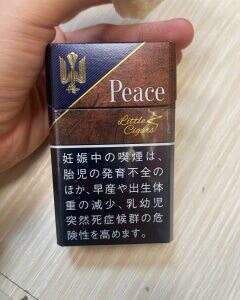 Peace
Little
Cigars
妊娠中の喫煙は、
胎児の発育不全の
ほか、早産や出生体
重の減少、乳幼児
突然死症候群の危
険性を高めます。